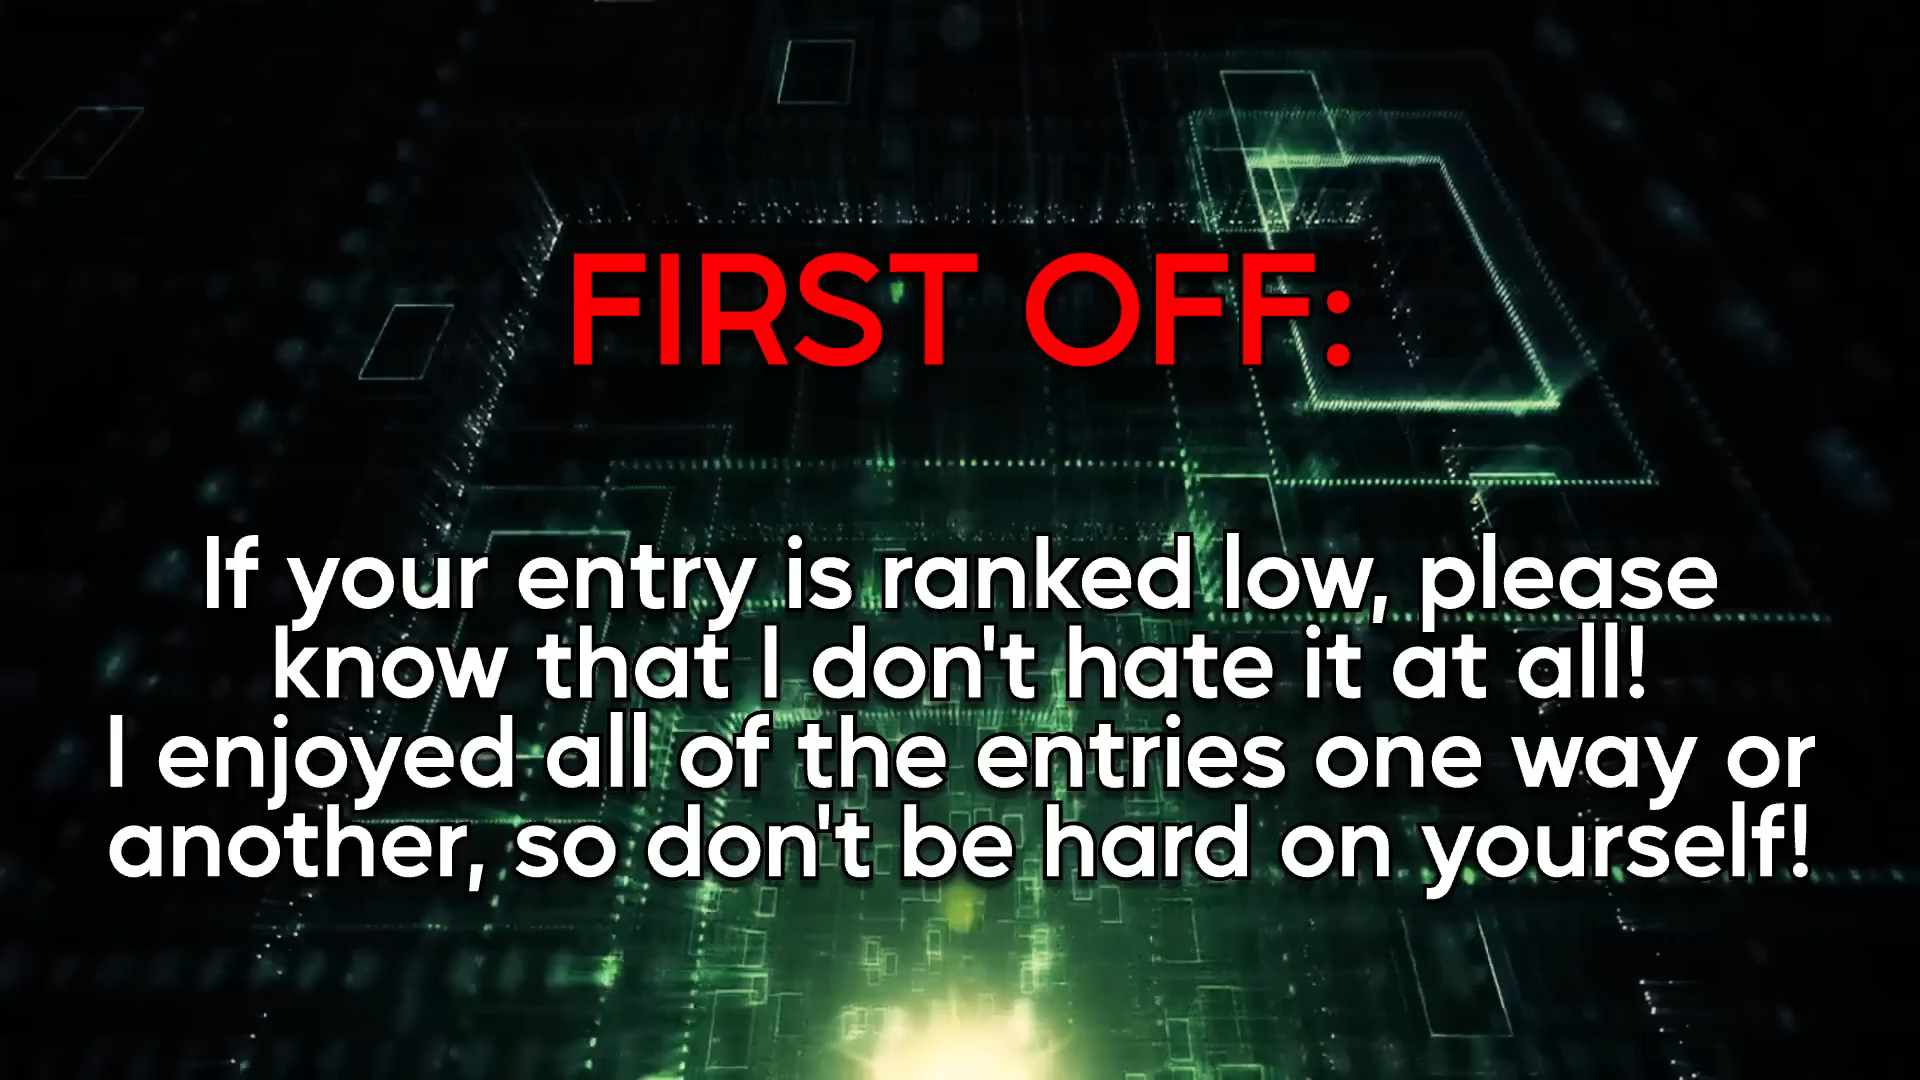 FIRST OFF:
If your entry is ranked low, please
know that I don't hate it at all!
I enjoyed all of the entries one way or
another, so don't be hard on yourself!